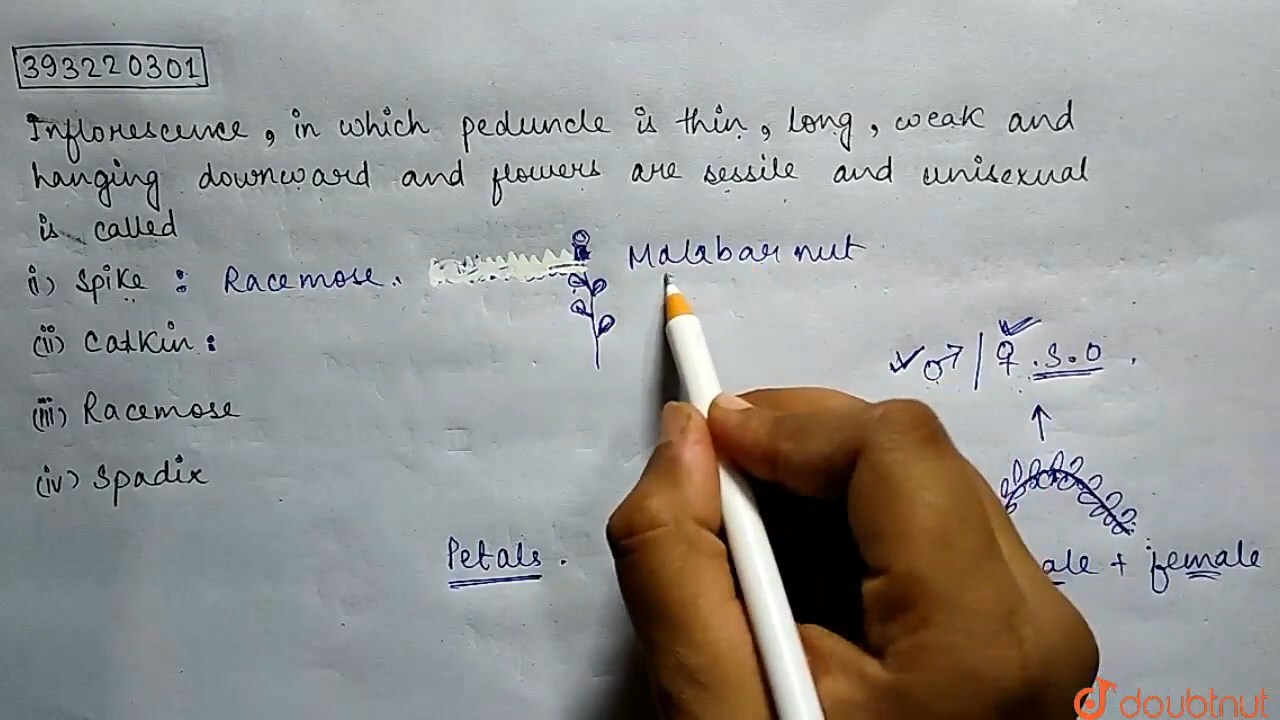 393220301
Inflorescence, in which peduncle is thin, long, weak and
hanging downward and flowers are sessile and unisexual
is called
(i) Spike : Racemose. Malabar nut
(ii) Catkin :
♂ | ♀ . S.O .
(iii) Racemose
(iv) Spadix
Petals . ale + female
doubtnut